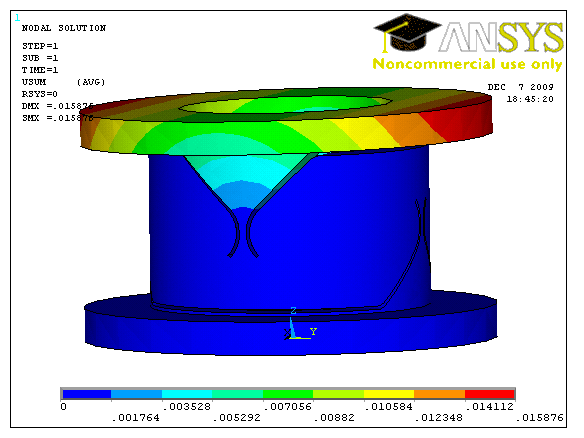 1
NODAL SOLUTION
STEP=1
SUB =1
TIME=1
USUM (AVG)
RSYS=0
DMX =.015876
SMX =.015876
ANSYS
Noncommercial use only
DEC 7 2009
18:45:20
Z
Y
0 .003528 .007056 .010584 .014112
.001764 .005292 .00882 .012348 .015876